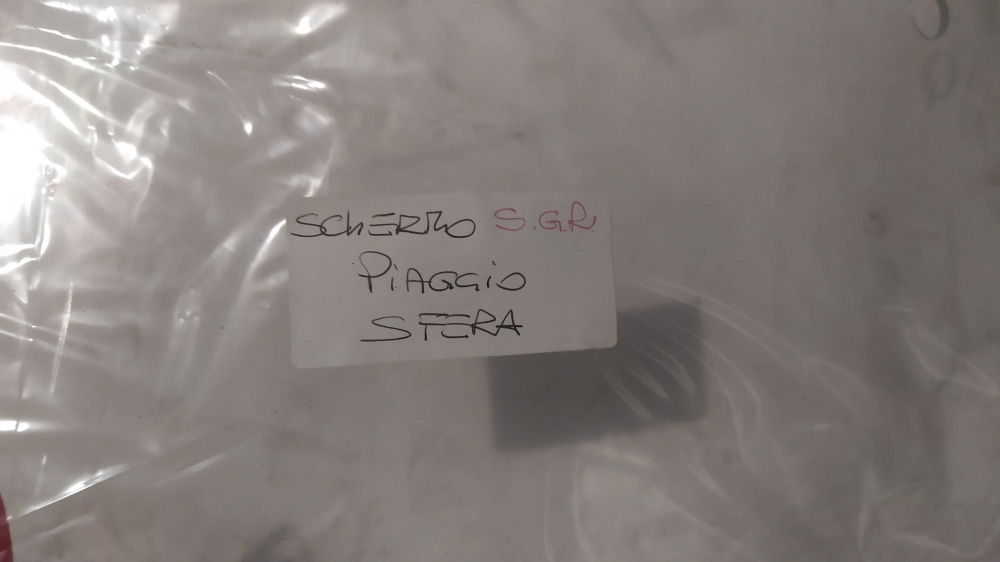 SCHERMO S.G.R.
PiAGGiO
SFERA